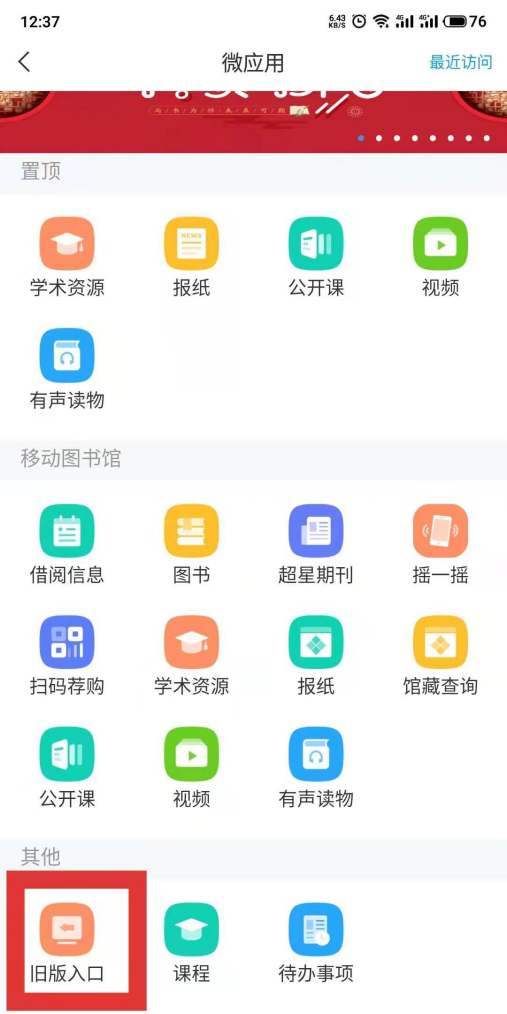 12:37
6.43 KB/S 4G 4G 76
微应用
最近访问
置顶
NEWS
学术资源
报纸
公开课
视频
有声读物
移动图书馆
借阅信息
图书
超星期刊
摇一摇
扫码荐购
学术资源
报纸
馆藏查询
公开课
视频
有声读物
其他
旧版入口
课程
待办事项